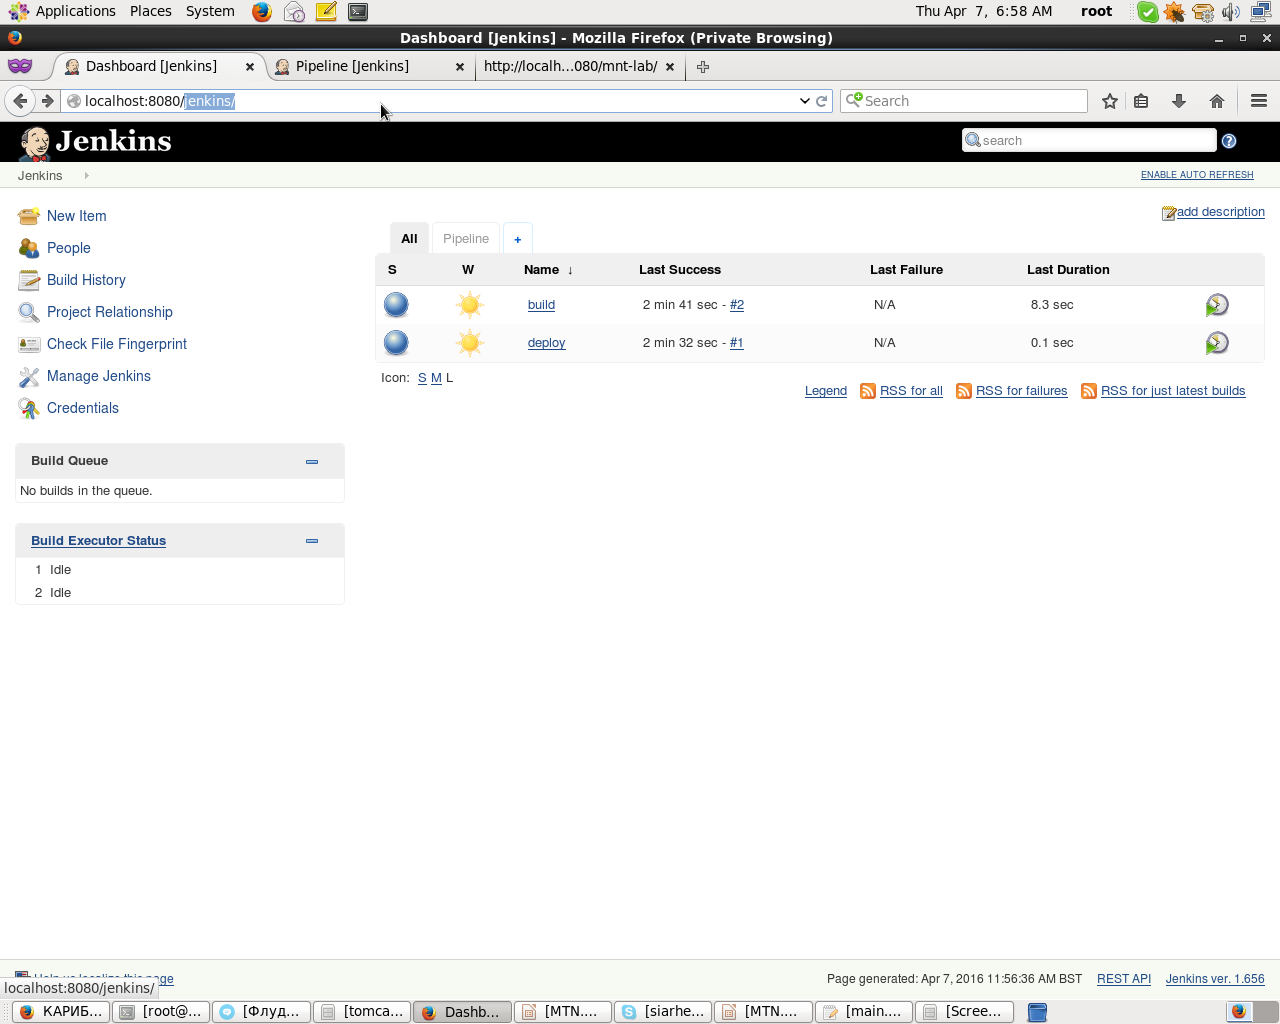 Applications Places System Thu Apr 7, 6:58 AM root
Dashboard [Jenkins] - Mozilla Firefox (Private Browsing)
Dashboard [Jenkins] Pipeline [Jenkins] http://localh...080/mnt-lab/
localhost:8080/jenkins/ Search
Jenkins search
Jenkins ENABLE AUTO REFRESH
New Item
People
Build History
Project Relationship
Check File Fingerprint
Manage Jenkins
Credentials
Build Queue
No builds in the queue.
Build Executor Status
1 Idle
2 Idle
add description
All Pipeline +
S W Name ↓ Last Success Last Failure Last Duration
build 2 min 41 sec - #2 N/A 8.3 sec
deploy 2 min 32 sec - #1 N/A 0.1 sec
Icon: S M L
Legend RSS for all RSS for failures RSS for just latest builds
Help us localize this page Page generated: Apr 7, 2016 11:56:36 AM BST REST API Jenkins ver. 1.656
localhost:8080/jenkins/
КАРИБ... [root@... [Флуд... [tomca... Dashb... [MTN.... [siarhe... [MTN.... [main.... [Scree...